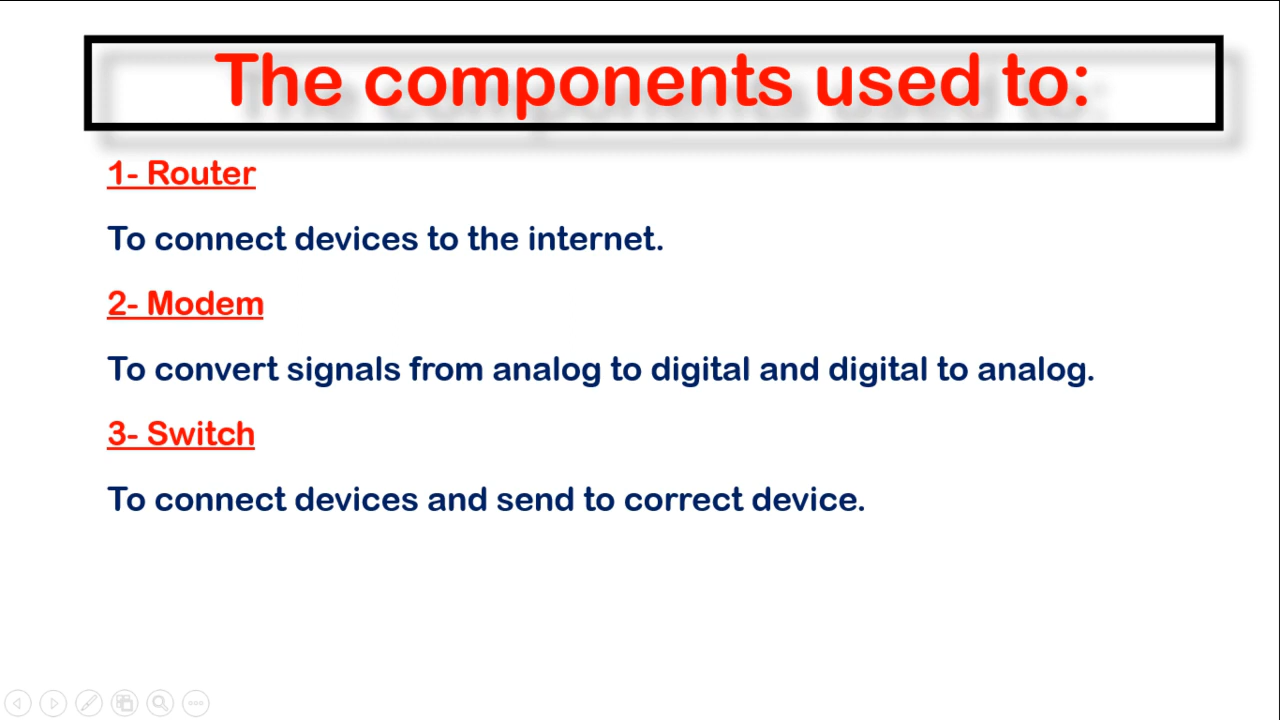 The components used to:
1- Router
To connect devices to the internet.
2- Modem
To convert signals from analog to digital and digital to analog.
3- Switch
To connect devices and send to correct device.